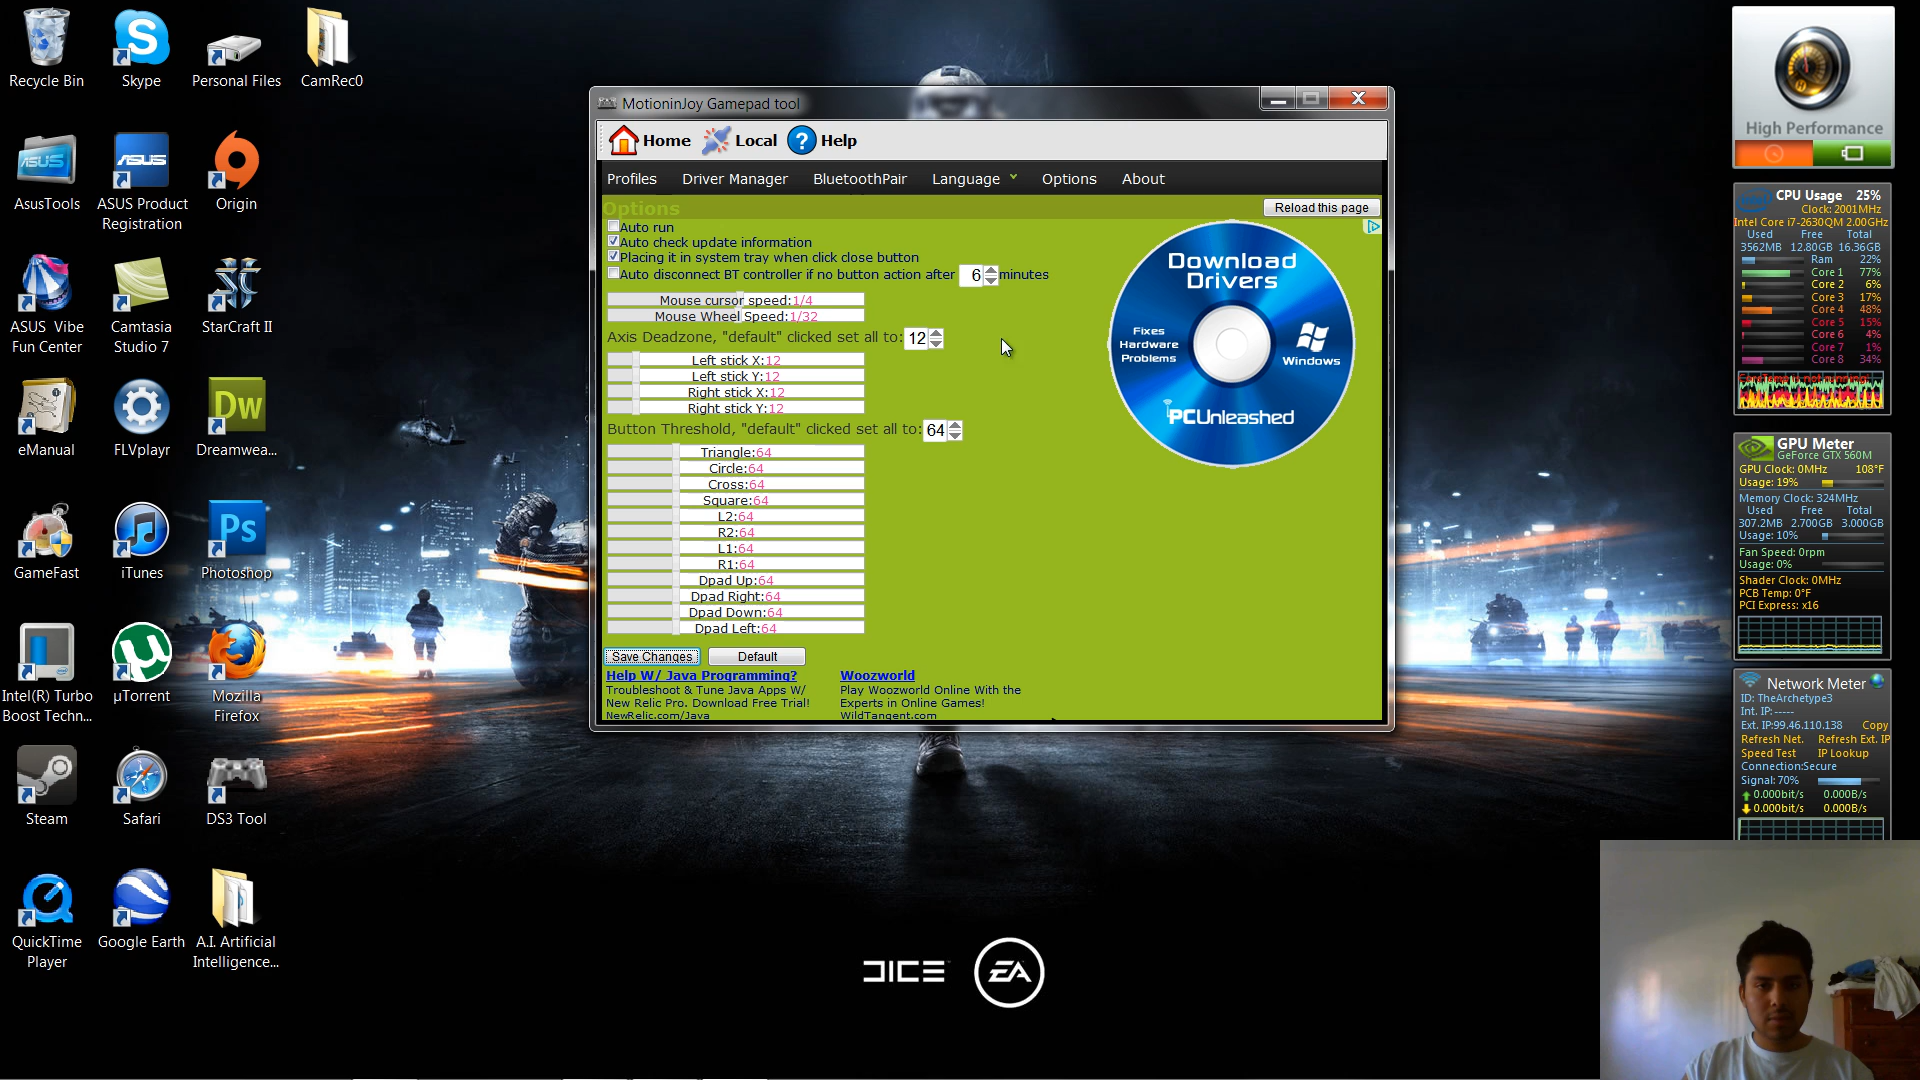 Recycle Bin
Skype
Personal Files
CamRec0
AsusTools
ASUS Product
Registration
Origin
ASUS Vibe
Fun Center
Camtasia
Studio 7
StarCraft II
eManual
FLVplayr
Dreamwea...
GameFast
iTunes
Photoshop
Intel(R) Turbo
Boost Techn...
µTorrent
Mozilla
Firefox
Steam
Safari
DS3 Tool
QuickTime
Player
Google Earth
A.I. Artificial
Intelligence...
MotioninJoy Gamepad tool
Home Local Help
Profiles Driver Manager BluetoothPair Language Options About
Options
Reload this page
Auto run
Auto check update information
Placing it in system tray when click close button
Auto disconnect BT controller if no button action after 6 minutes
Mouse cursor speed:1/4
Mouse Wheel Speed:1/32
Axis Deadzone, "default" clicked set all to: 12
Left stick X:12
Left stick Y:12
Right stick X:12
Right stick Y:12
Button Threshold, "default" clicked set all to: 64
Triangle:64
Circle:64
Cross:64
Square:64
L2:64
R2:64
L1:64
R1:64
Dpad Up:64
Dpad Right:64
Dpad Down:64
Dpad Left:64
Save Changes Default
Help W/ Java Programming?
Troubleshoot & Tune Java Apps W/
New Relic Pro. Download Free Trial!
NewRelic.com/Java
Woozworld
Play Woozworld Online With the
Experts in Online Games!
WildTangent.com
Download
Drivers
Fixes
Hardware
Problems
Windows
PCUnleashed
DICE EA
High Performance
CPU Usage 25%
Clock: 2001MHz
Intel Core i7-2630QM 2.00GHz
Used Free Total
3562MB 12.80GB 16.36GB
Ram 22%
Core 1 77%
Core 2 6%
Core 3 17%
Core 4 48%
Core 5 15%
Core 6 4%
Core 7 1%
Core 8 34%
GPU Meter
GeForce GTX 560M
GPU Clock: 0MHz 108°F
Usage: 19%
Memory Clock: 324MHz
Used Free Total
307.2MB 2.700GB 3.000GB
Usage: 10%
Fan Speed: 0rpm
Usage: 0%
Shader Clock: 0MHz
PCB Temp: 0°F
PCI Express: x16
Network Meter
ID: TheArchetype3
Int. IP: -----
Ext. IP:99.46.110.138 Copy
Refresh Net. Refresh Ext. IP
Speed Test IP Lookup
Connection:Secure
Signal: 70%
0.000bit/s 0.000B/s
0.000bit/s 0.000B/s